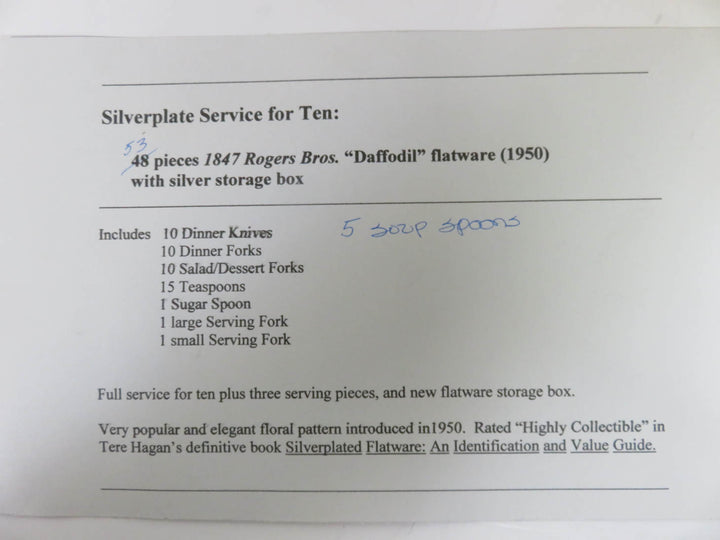 Silverplate Service for Ten:
53
48 pieces 1847 Rogers Bros. “Daffodil” flatware (1950)
with silver storage box
Includes 10 Dinner Knives 5 soup spoons
10 Dinner Forks
10 Salad/Dessert Forks
15 Teaspoons
1 Sugar Spoon
1 large Serving Fork
1 small Serving Fork
Full service for ten plus three serving pieces, and new flatware storage box.
Very popular and elegant floral pattern introduced in1950. Rated “Highly Collectible” in
Tere Hagan’s definitive book Silverplated Flatware: An Identification and Value Guide.